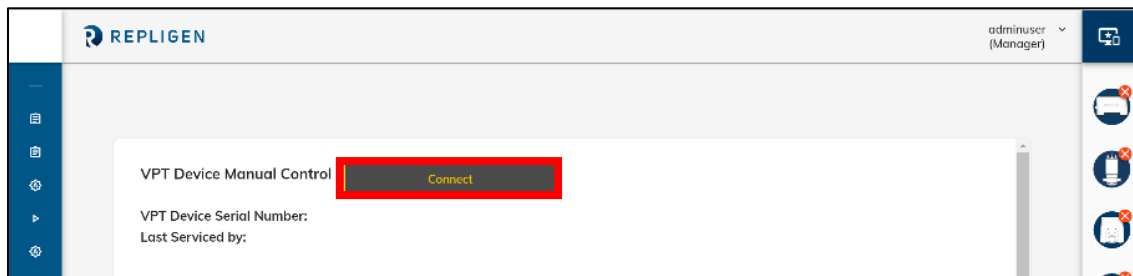 REPLIGEN
adminuser
(Manager)
VPT Device Manual Control
Connect
VPT Device Serial Number:
Last Serviced by: